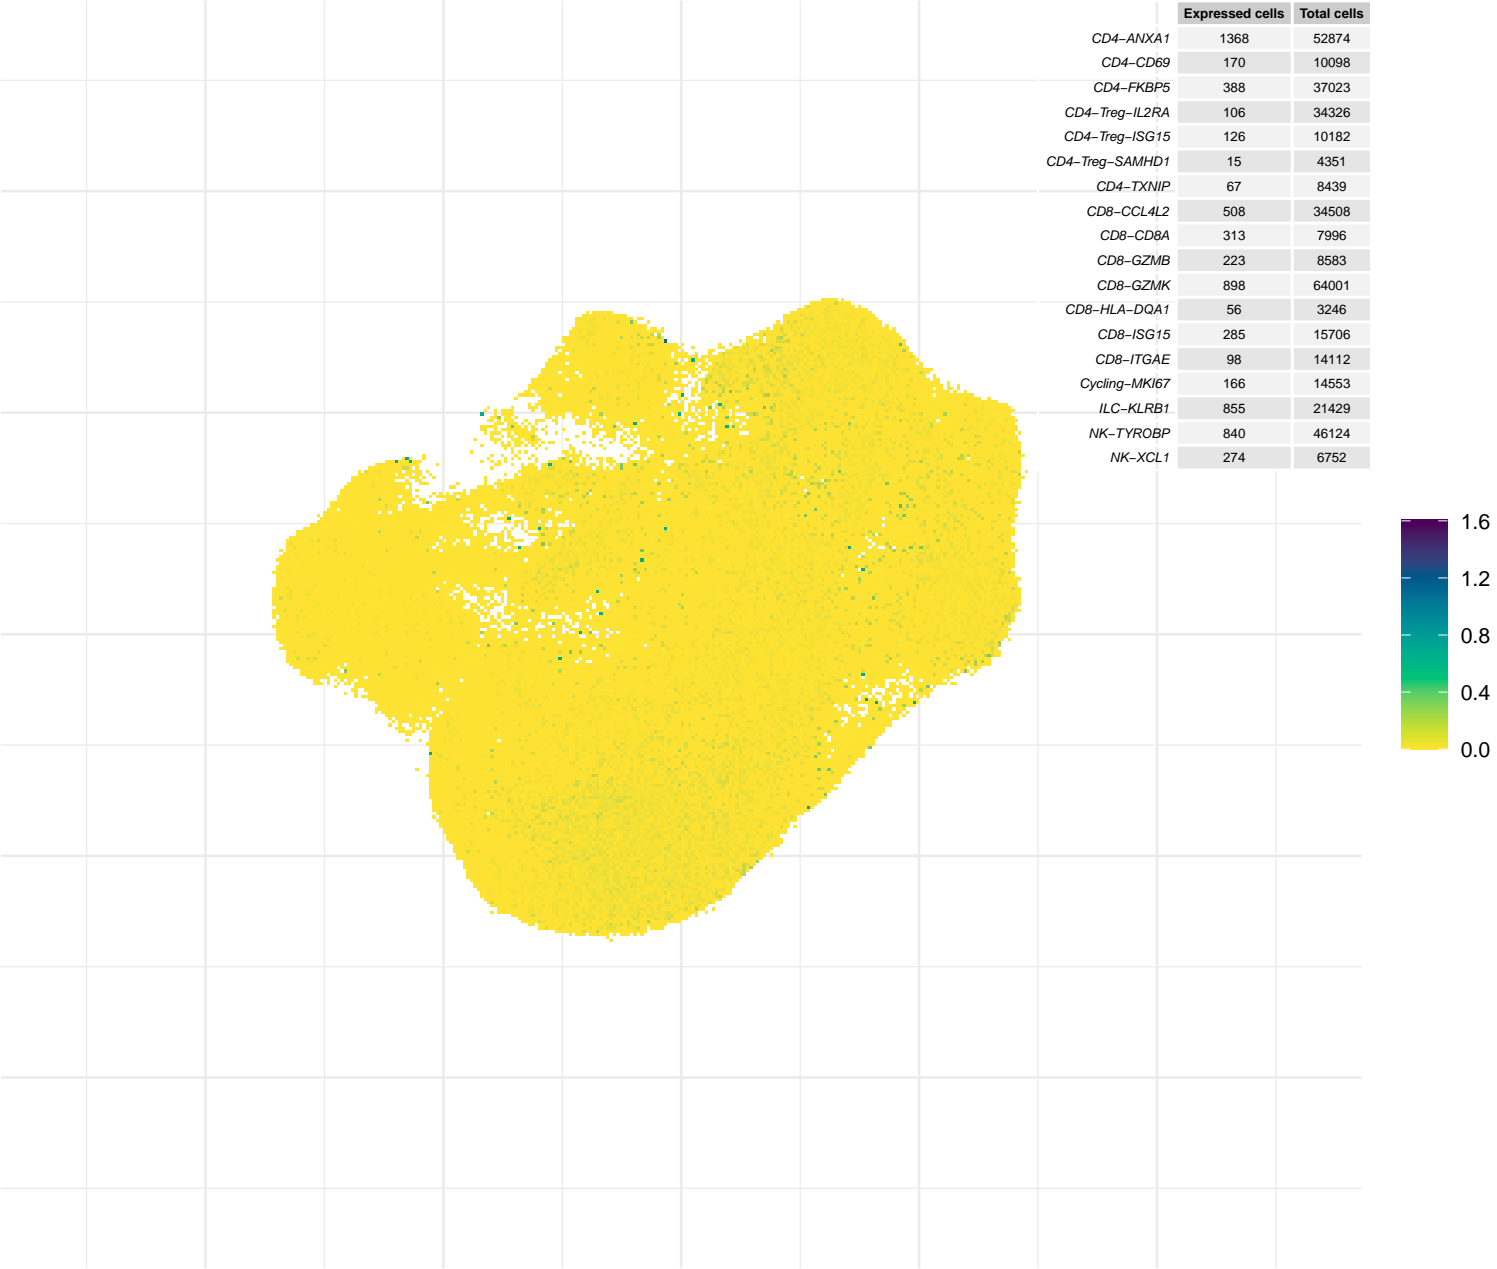 Expressed cells Total cells
CD4−ANXA1 1368 52874
CD4−CD69 170 10098
CD4−FKBP5 388 37023
CD4−Treg−IL2RA 106 34326
CD4−Treg−ISG15 126 10182
CD4−Treg−SAMHD1 15 4351
CD4−TXNIP 67 8439
CD8−CCL4L2 508 34508
CD8−CD8A 313 7996
CD8−GZMB 223 8583
CD8−GZMK 898 64001
CD8−HLA−DQA1 56 3246
CD8−ISG15 285 15706
CD8−ITGAE 98 14112
Cycling−MKI67 166 14553
ILC−KLRB1 855 21429
NK−TYROBP 840 46124
NK−XCL1 274 6752
1.6
1.2
0.8
0.4
0.0